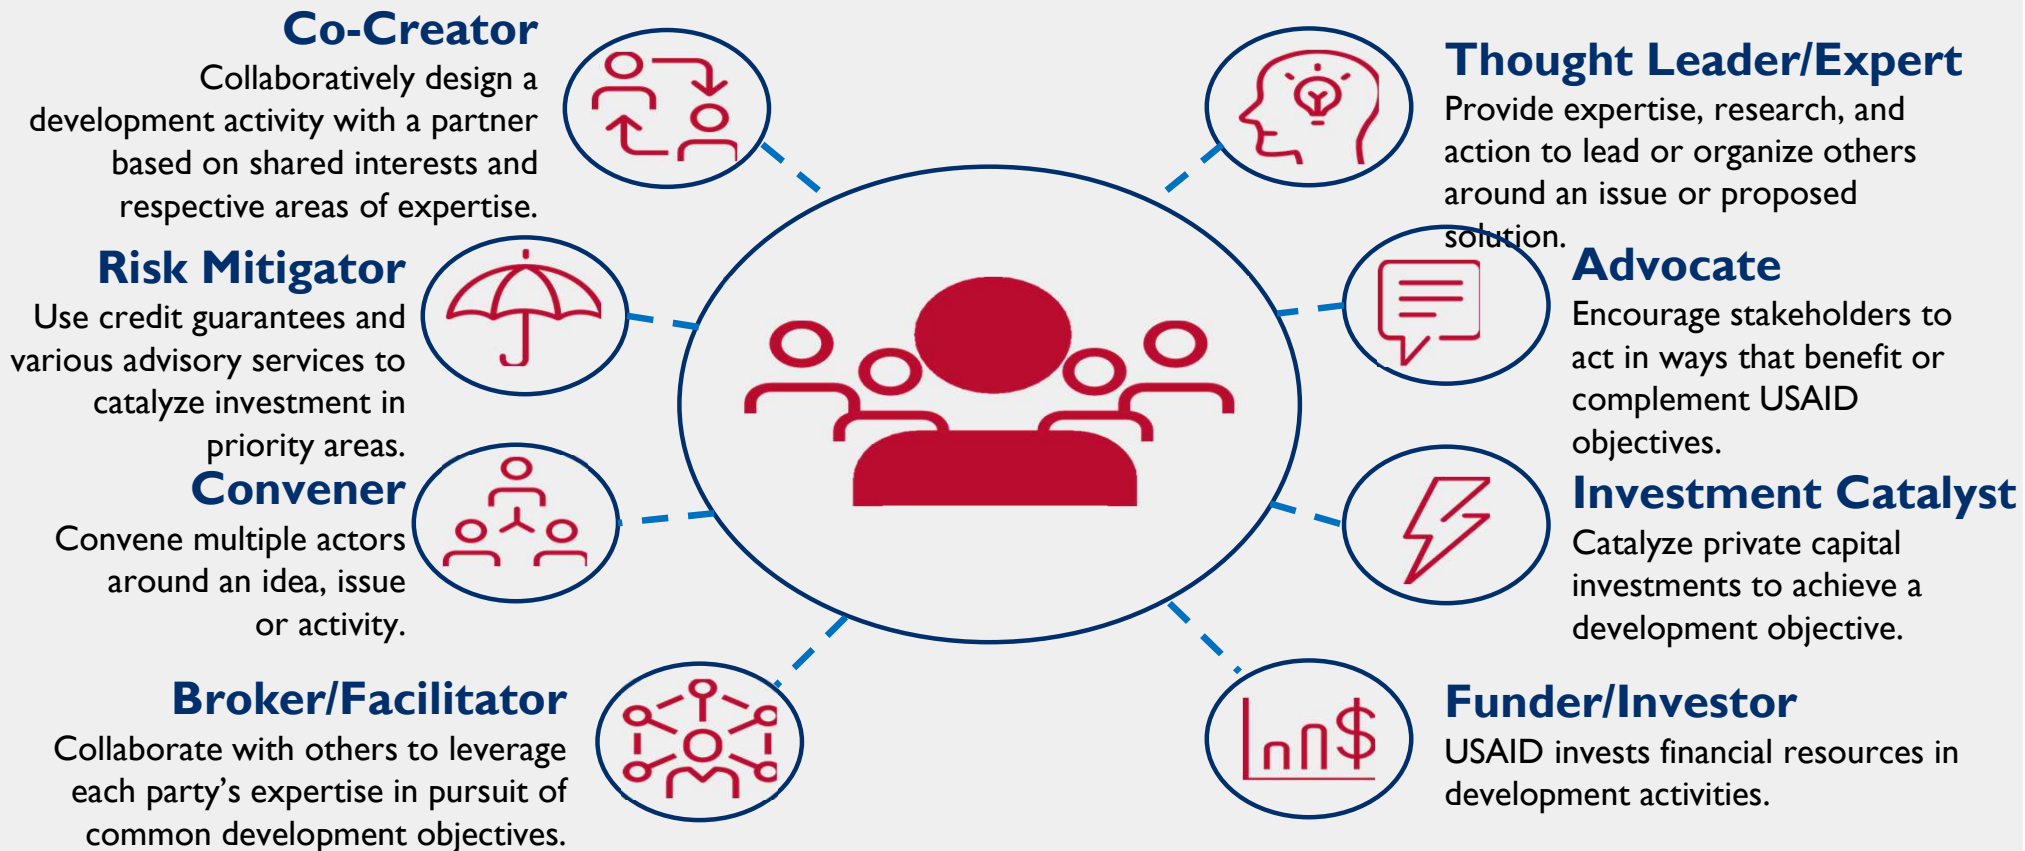 Co-Creator
Collaboratively design a
development activity with a partner
based on shared interests and
respective areas of expertise.
Risk Mitigator
Use credit guarantees and
various advisory services to
catalyze investment in
priority areas.
Convener
Convene multiple actors
around an idea, issue
or activity.
Broker/Facilitator
Collaborate with others to leverage
each party’s expertise in pursuit of
common development objectives.
Thought Leader/Expert
Provide expertise, research, and
action to lead or organize others
around an issue or proposed
solution.
Advocate
Encourage stakeholders to
act in ways that benefit or
complement USAID
objectives.
Investment Catalyst
Catalyze private capital
investments to achieve a
development objective.
Funder/Investor
USAID invests financial resources in
development activities.